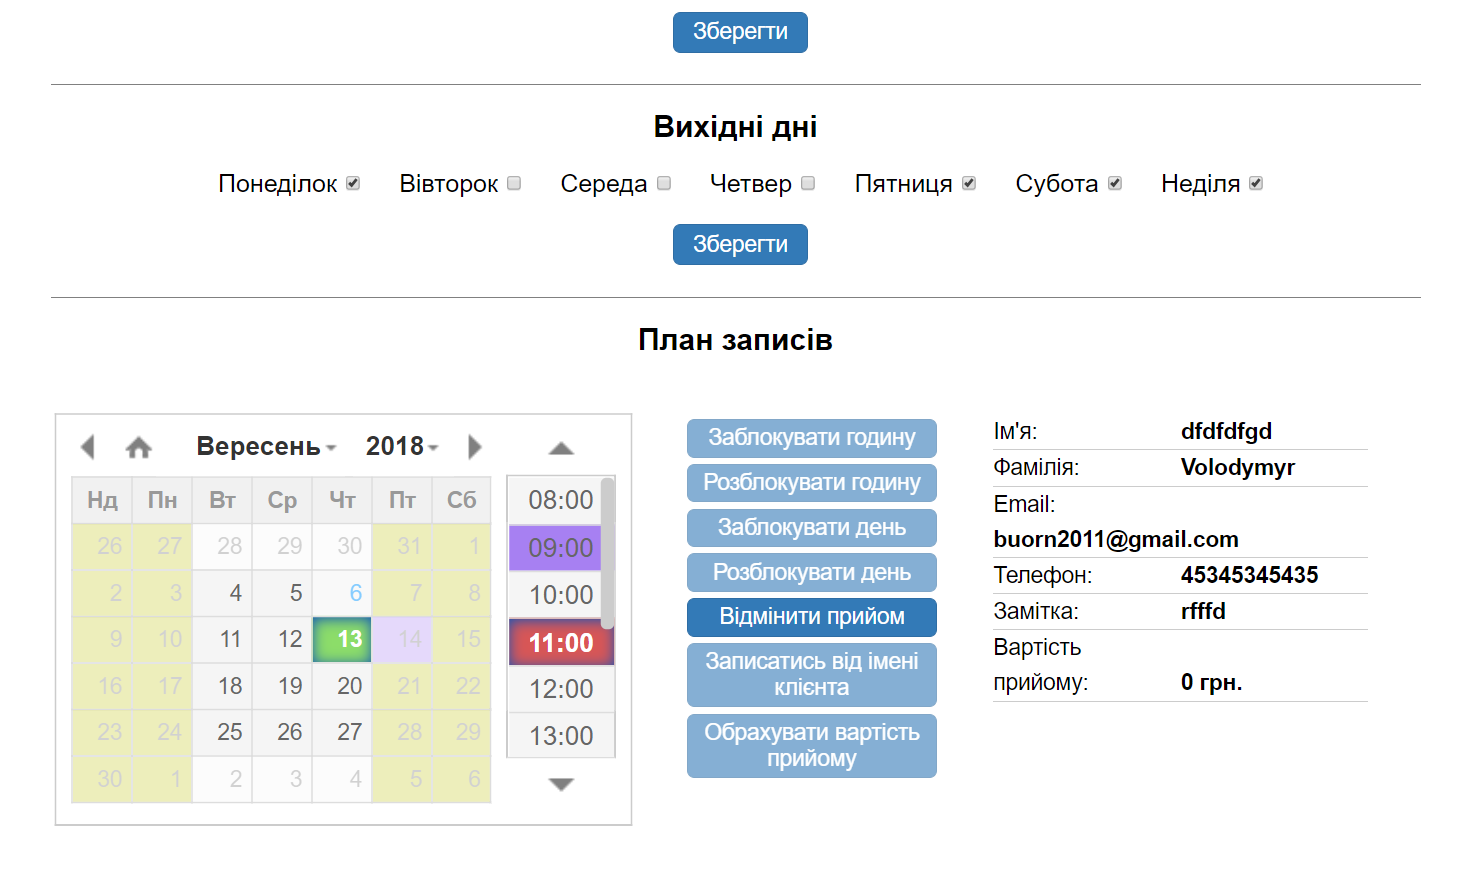 Зберегти
Вихідні дні
Понеділок Вівторок Середа Четвер Пятниця Субота Неділя
Зберегти
План записів
Вересень 2018
Нд Пн Вт Ср Чт Пт Сб
26 27 28 29 30 31 1
2 3 4 5 6 7 8
9 10 11 12 13 14 15
16 17 18 19 20 21 22
23 24 25 26 27 28 29
30 1 2 3 4 5 6
08:00
09:00
10:00
11:00
12:00
13:00
Заблокувати годину
Розблокувати годину
Заблокувати день
Розблокувати день
Відмінити прийом
Записатись від імені
клієнта
Обрахувати вартість
прийому
Ім'я: dfdfdfgd
Фамілія: Volodymyr
Email:
buorn2011@gmail.com
Телефон: 45345345435
Замітка: rfffd
Вартість
прийому: 0 грн.